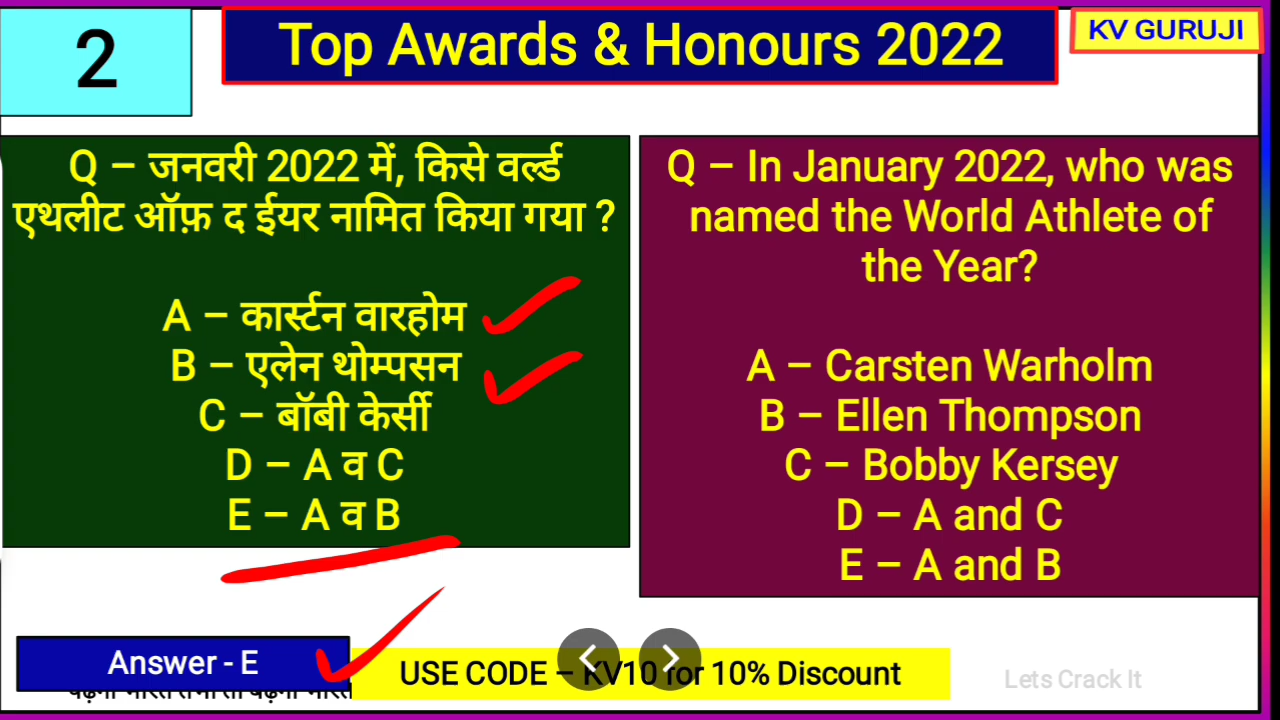 2
Top Awards & Honours 2022
KV GURUJI
Q – जनवरी 2022 में, किसे वर्ल्ड
एथलीट ऑफ़ द ईयर नामित किया गया ?
A – कार्स्टन वारहोम
B – एलेन थोम्पसन
C – बॉबी केर्सी
D – A व C
E – A व B
Q – In January 2022, who was
named the World Athlete of
the Year?
A – Carsten Warholm
B – Ellen Thompson
C – Bobby Kersey
D – A and C
E – A and B
Answer - E
USE CODE – KV10 for 10% Discount
Lets Crack It